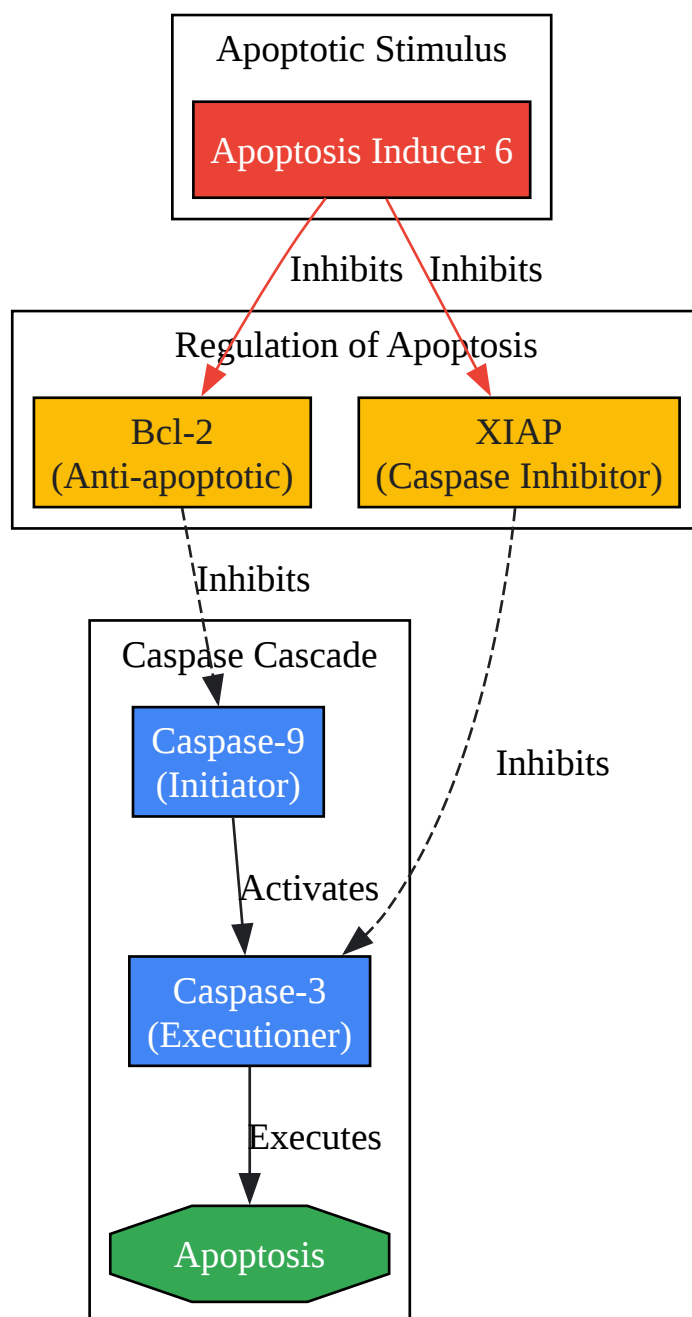 Apoptotic Stimulus
Apoptosis Inducer 6
Inhibits
Inhibits
Regulation of Apoptosis
Bcl-2
(Anti-apoptotic)
XIAP
(Caspase Inhibitor)
Inhibits
Caspase Cascade
Caspase-9
(Initiator)
Inhibits
Activates
Caspase-3
(Executioner)
Executes
Apoptosis